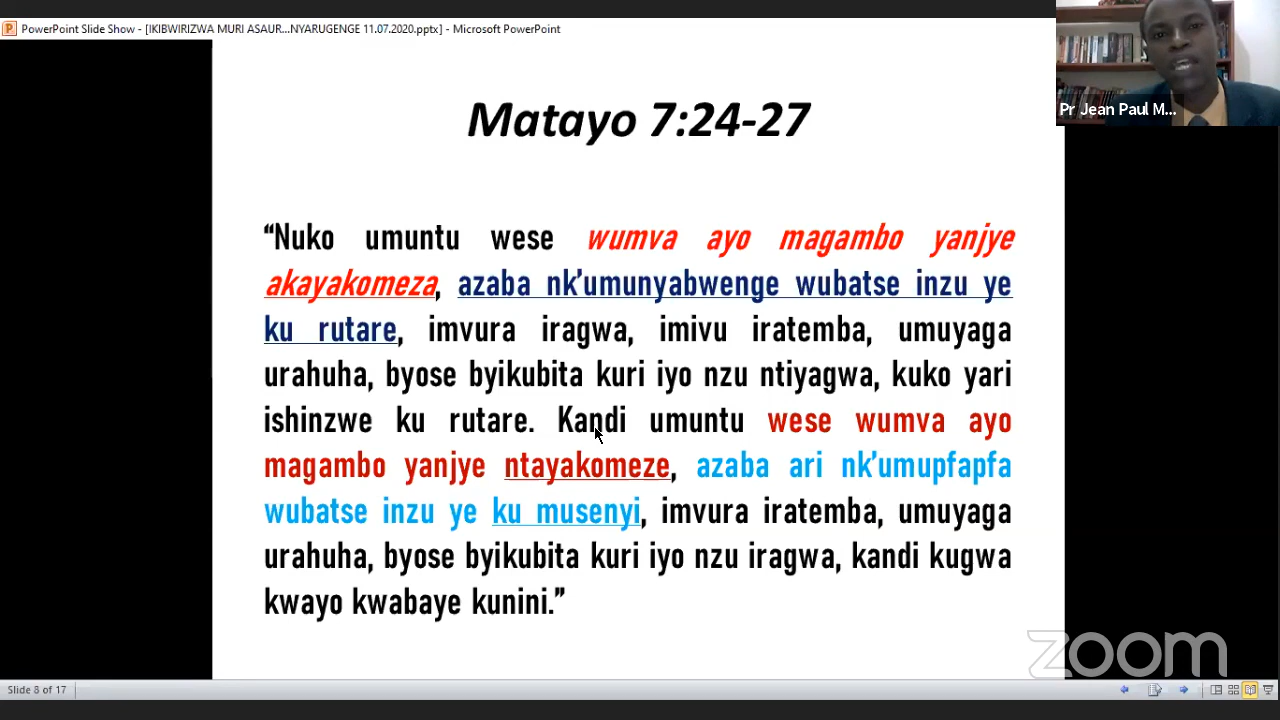 PowerPoint Slide Show - [IKIBWIRIZWA MURI ASAUR...NYARUGENGE 11.07.2020.pptx] - Microsoft PowerPoint
Pr Jean Paul M...
Matayo 7:24-27
“Nuko umuntu wese wumva ayo magambo yanjye
akayakomeza, azaba nk’umunyabwenge wubatse inzu ye
ku rutare, imvura iragwa, imivu iratemba, umuyaga
urahuha, byose byikubita kuri iyo nzu ntiyagwa, kuko yari
ishinzwe ku rutare. Kandi umuntu wese wumva ayo
magambo yanjye ntayakomeze, azaba ari nk’umupfapfa
wubatse inzu ye ku musenyi, imvura iratemba, umuyaga
urahuha, byose byikubita kuri iyo nzu iragwa, kandi kugwa
kwayo kwabaye kunini.”
zoom
Slide 8 of 17